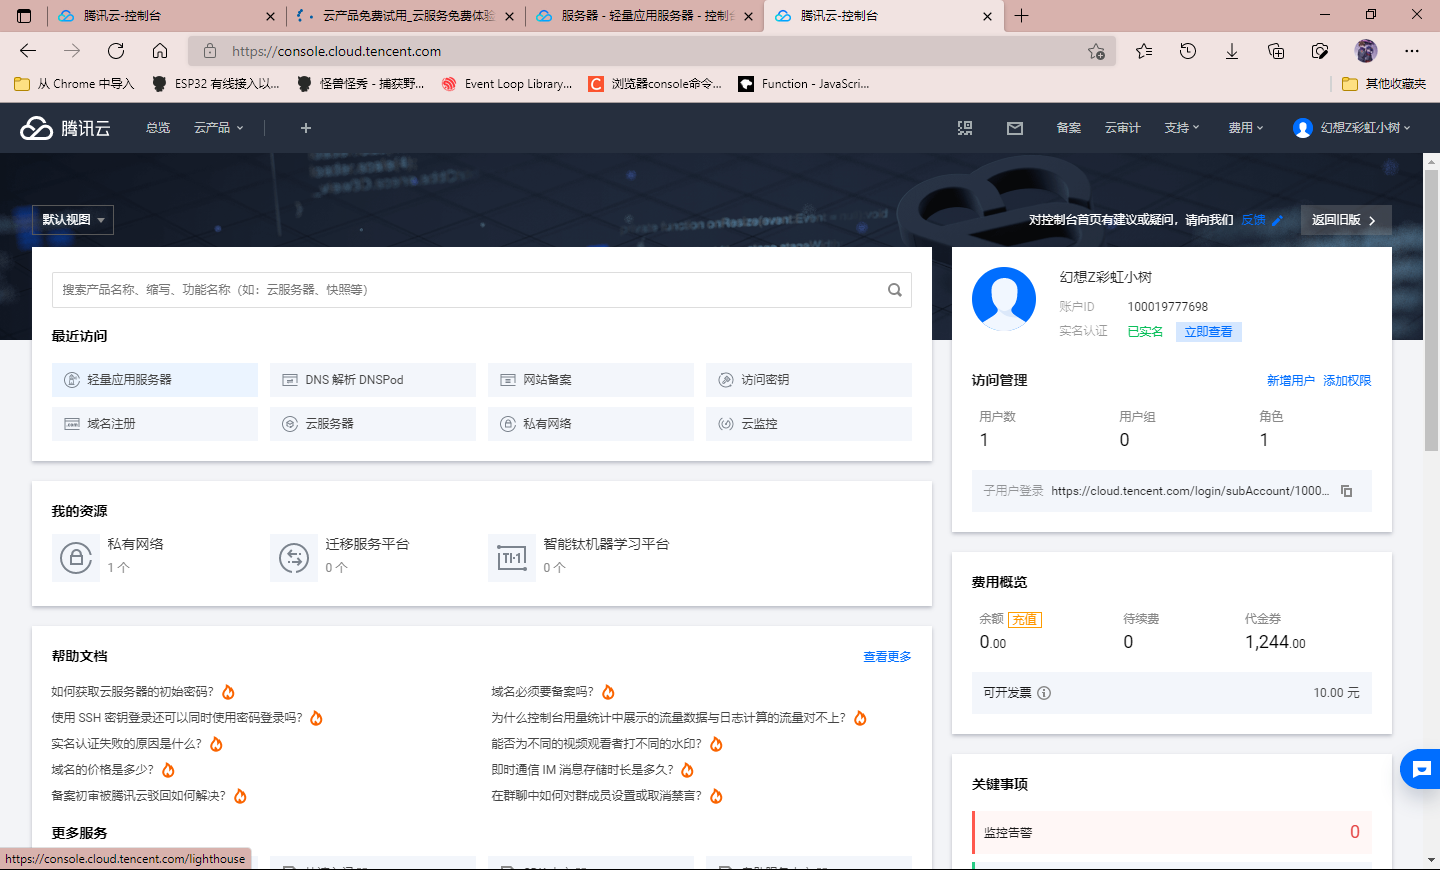 腾讯云-控制台
云产品免费试用_云服务免费体验
服务器 - 轻量应用服务器 - 控制台
腾讯云-控制台
https://console.cloud.tencent.com
从 Chrome 中导入
ESP32 有线接入以...
怪兽怪秀 - 捕获野...
Event Loop Library...
浏览器console命令...
Function - JavaScri...
其他收藏夹
腾讯云
总览
云产品
备案
云审计
支持
费用
幻想Z彩虹小树
默认视图
对控制台首页有建议或疑问，请向我们 反馈
返回旧版
搜索产品名称、缩写、功能名称（如：云服务器、快照等）
最近访问
轻量应用服务器
DNS 解析 DNSPod
网站备案
访问密钥
域名注册
云服务器
私有网络
云监控
我的资源
私有网络
1 个
迁移服务平台
0 个
智能钛机器学习平台
0 个
帮助文档
查看更多
如何获取云服务器的初始密码？
域名必须要备案吗？
使用 SSH 密钥登录还可以同时使用密码登录吗？
为什么控制台用量统计中展示的流量数据与日志计算的流量对不上？
实名认证失败的原因是什么？
能否为不同的视频观看者打不同的水印？
域名的价格是多少？
即时通信 IM 消息存储时长是多久？
备案初审被腾讯云驳回如何解决？
在群聊中如何对群成员设置或取消禁言？
更多服务
幻想Z彩虹小树
账户ID 100019777698
实名认证 已实名 立即查看
访问管理
新增用户 添加权限
用户数 用户组 角色
1 0 1
子用户登录 https://cloud.tencent.com/login/subAccount/1000...
费用概览
余额 充值 待续费 代金券
0.00 0 1,244.00
可开发票 10.00 元
关键事项
监控告警 0
https://console.cloud.tencent.com/lighthouse